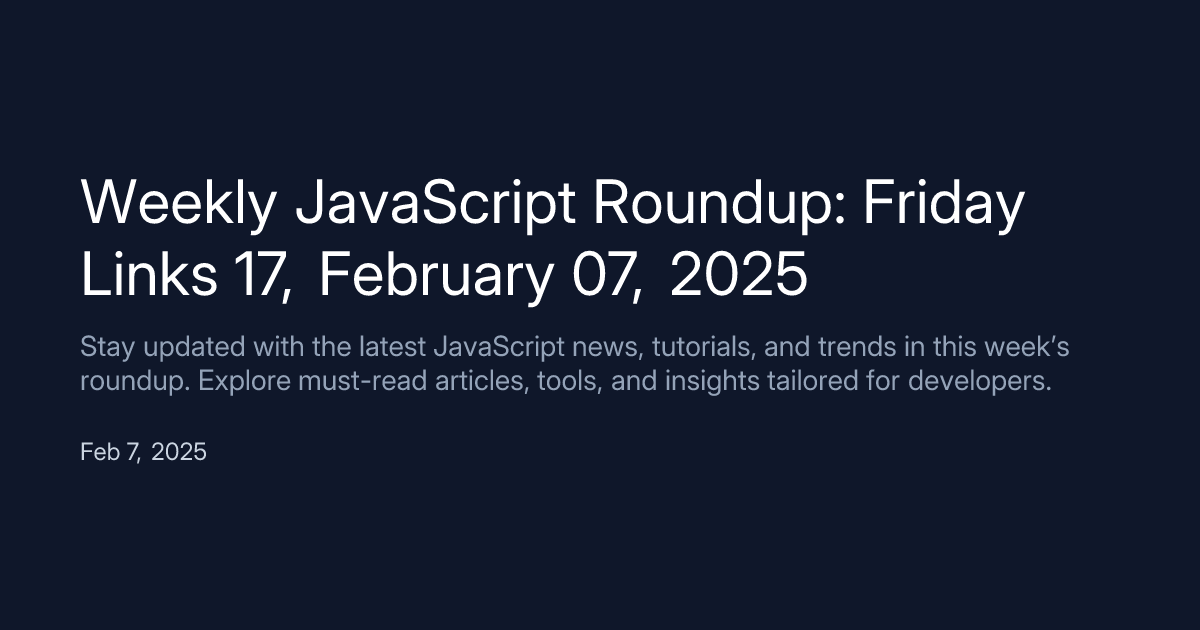 Weekly JavaScript Roundup: Friday
Links 17, February 07, 2025
Stay updated with the latest JavaScript news, tutorials, and trends in this week’s
roundup. Explore must-read articles, tools, and insights tailored for developers.
Feb 7, 2025